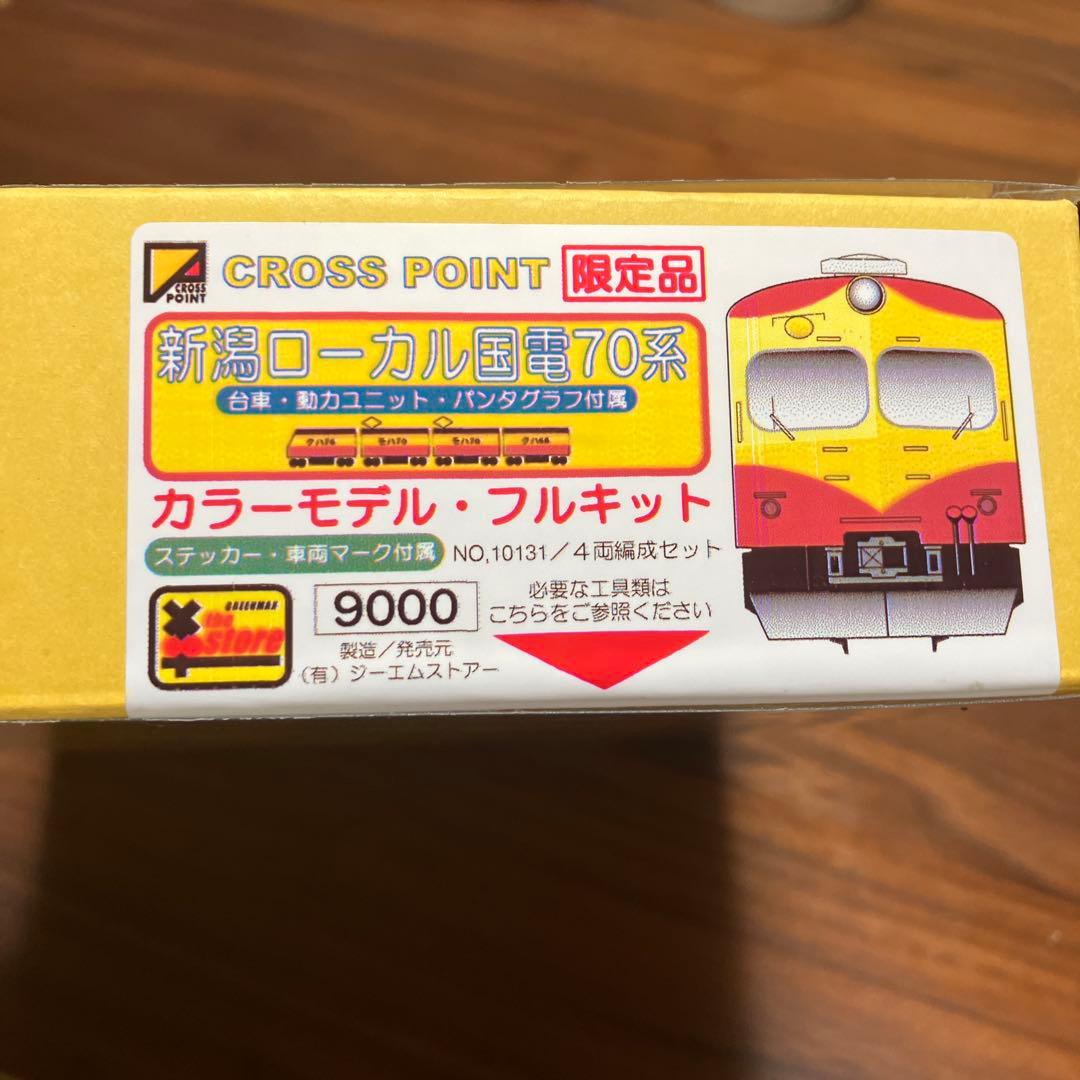 CROSS POINT
CROSS POINT 限定品
新潟ローカル国電70系
台車・動力ユニット・パンタグラフ付属
クハ76 モハ70 モハ70 クハ68
カラーモデル・フルキット
ステッカー・車両マーク付属 NO,10131/4両編成セット
GREENMAX
the store
9000
製造/発売元
(有)ジーエムストアー
必要な工具類は
こちらをご参照ください